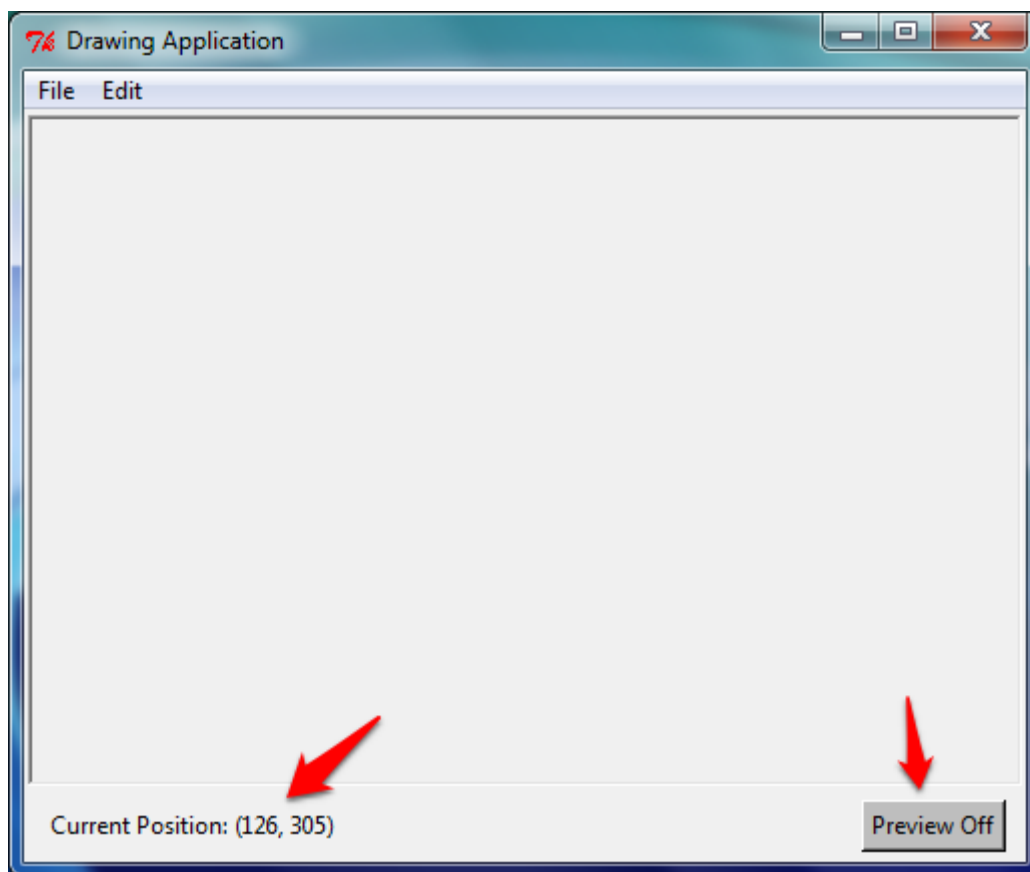 Drawing Application
File Edit
Current Position: (126, 305)
Preview Off